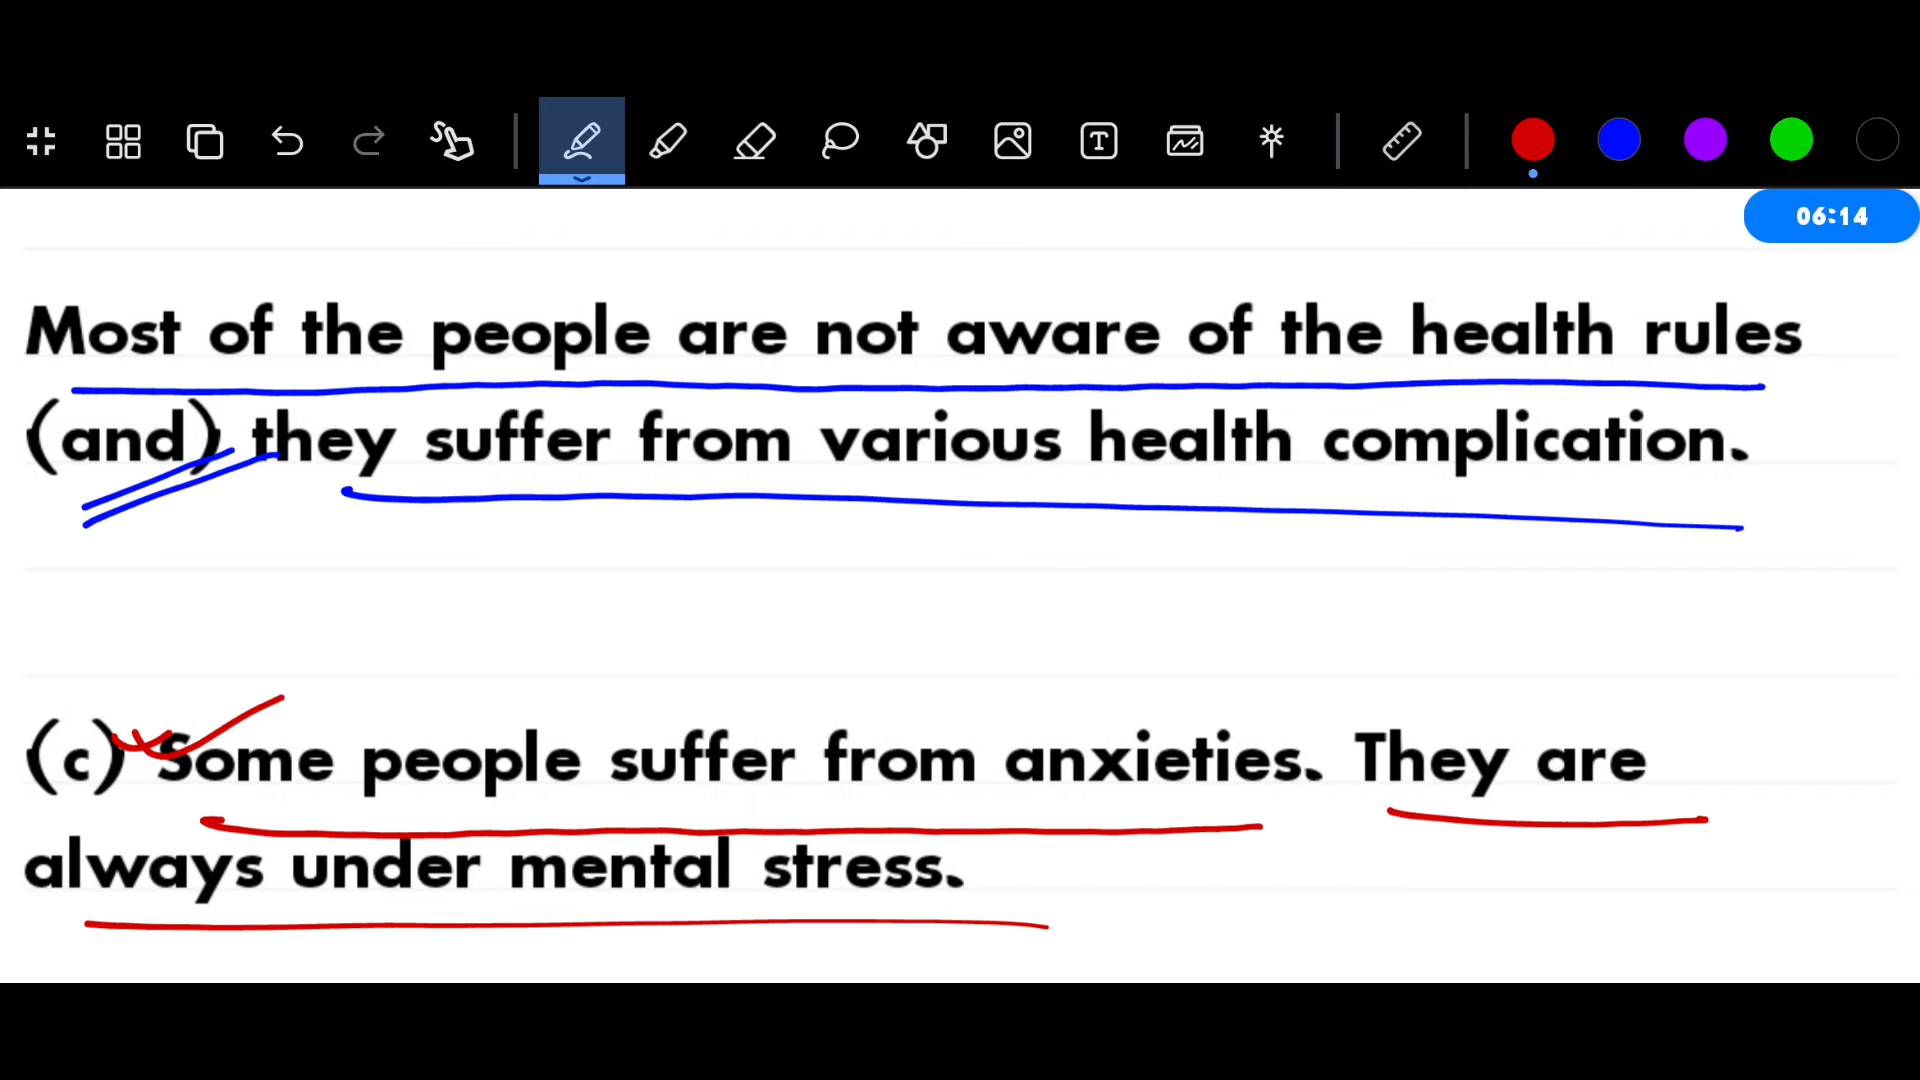 06:14
Most of the people are not aware of the health rules
(and) they suffer from various health complication.
(c) Some people suffer from anxieties. They are
always under mental stress.